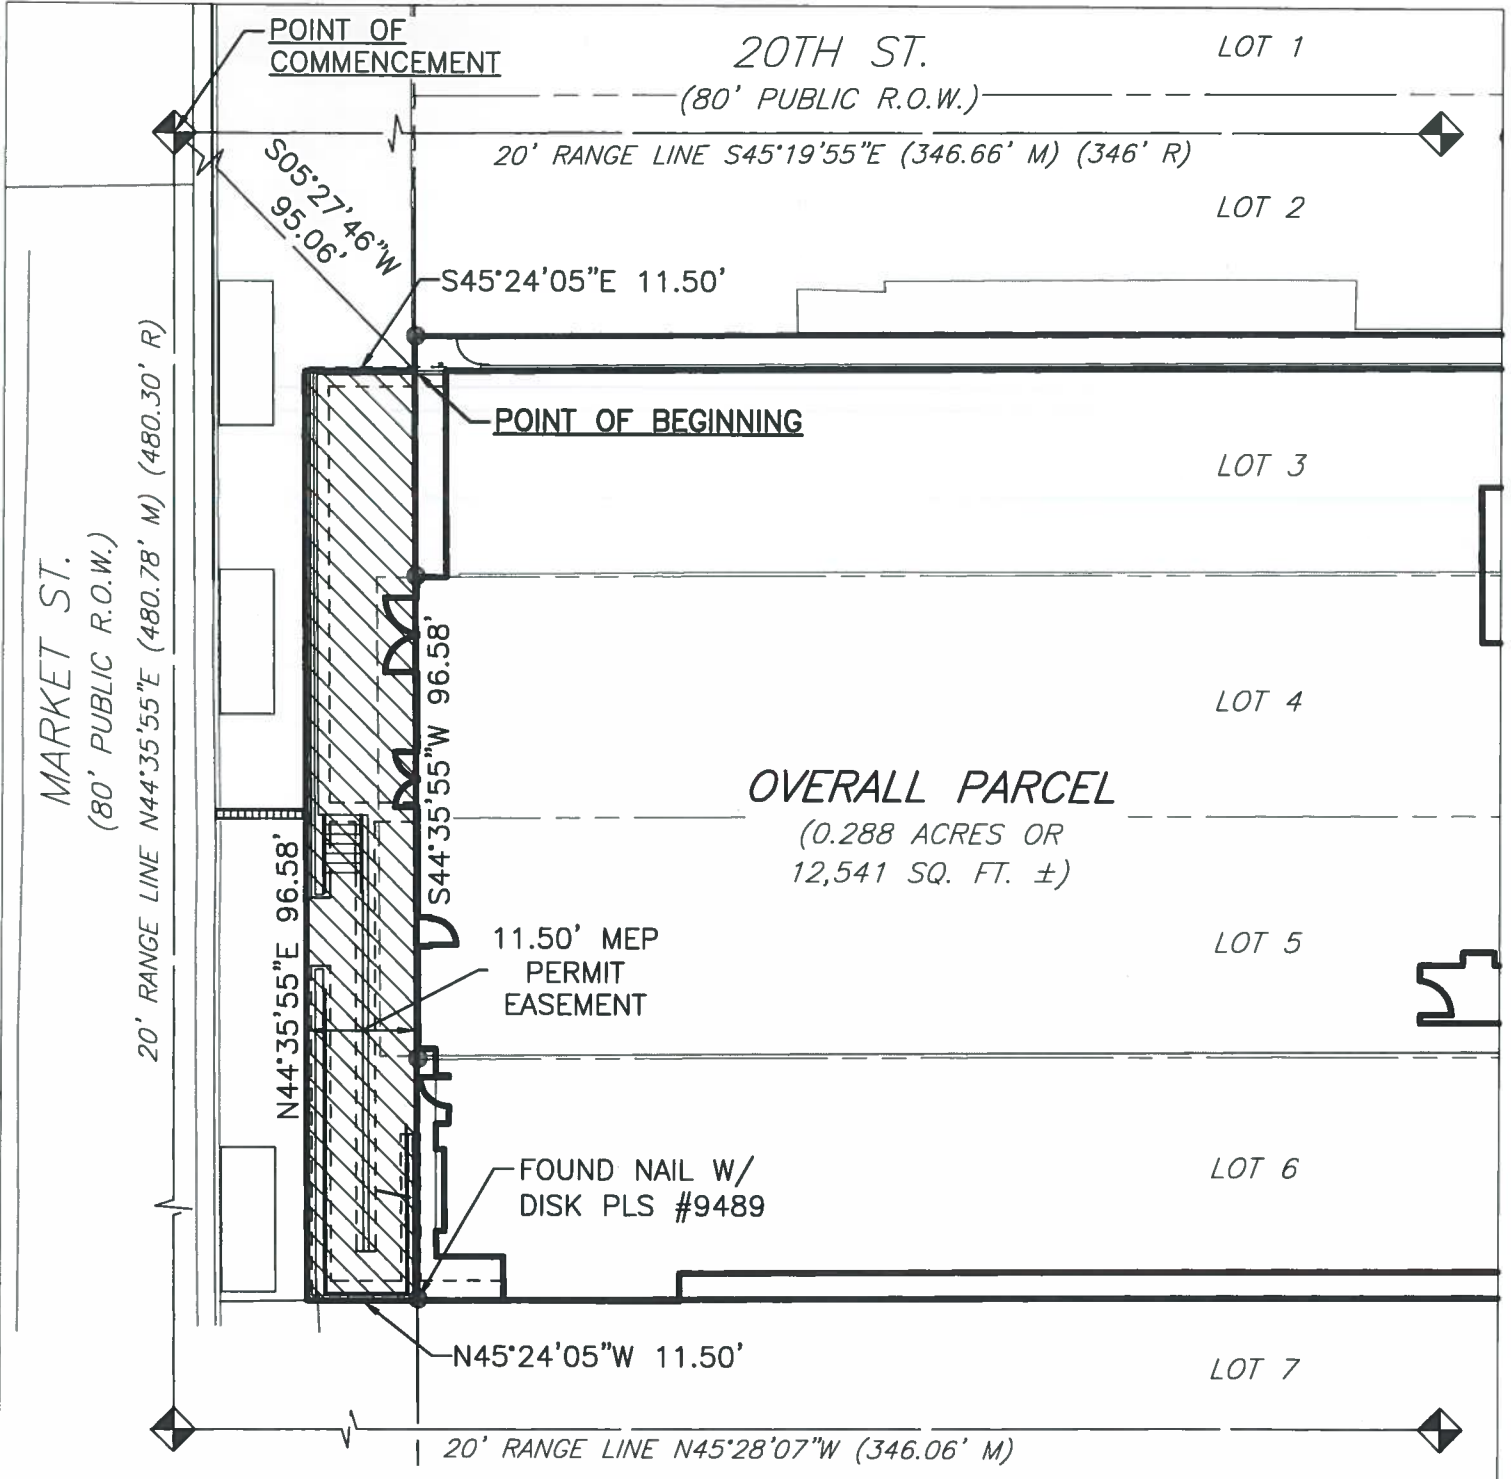 POINT OF
COMMENCEMENT
20TH ST.
(80' PUBLIC R.O.W.)
LOT 1
20' RANGE LINE S45°19'55"E (346.66' M) (346' R)
S05°27'46"W
95.06'
LOT 2
S45°24'05"E 11.50'
POINT OF BEGINNING
LOT 3
MARKET ST.
(80' PUBLIC R.O.W.)
20' RANGE LINE N44°35'55"E (480.78' M) (480.30' R)
N44°35'55"E 96.58'
S44°35'55"W 96.58'
LOT 4
OVERALL PARCEL
(0.288 ACRES OR
12,541 SQ. FT. ±)
LOT 5
11.50' MEP
PERMIT
EASEMENT
FOUND NAIL W/
DISK PLS #9489
LOT 6
N45°24'05"W 11.50'
LOT 7
20' RANGE LINE N45°28'07"W (346.06' M)